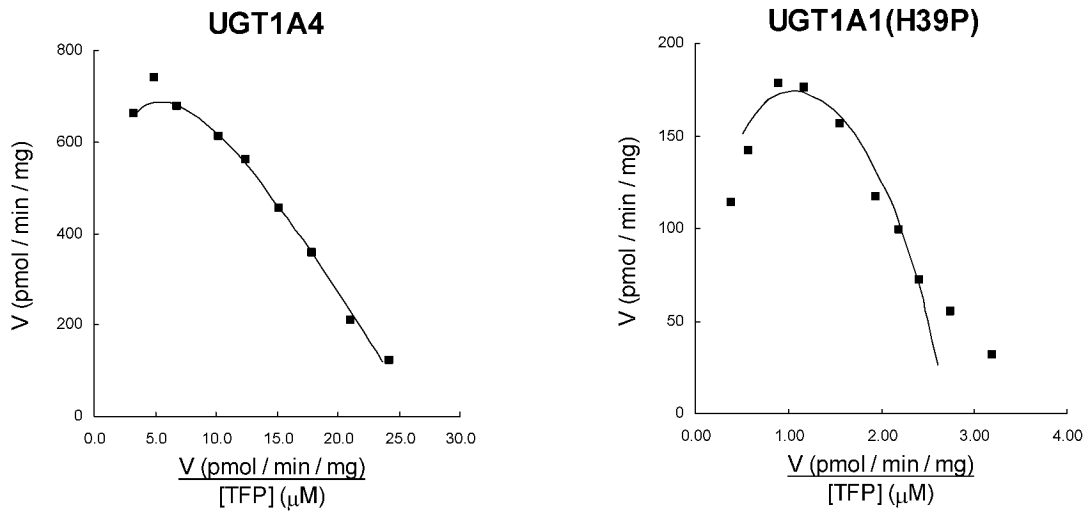 UGT1A4
800
600
400
200
0
V (pmol / min / mg)
0.0 5.0 10.0 15.0 20.0 25.0 30.0
V (pmol / min / mg)
[TFP] (μM)
UGT1A1(H39P)
200
150
100
50
0
V (pmol / min / mg)
0.00 1.00 2.00 3.00 4.00
V (pmol / min / mg)
[TFP] (μM)